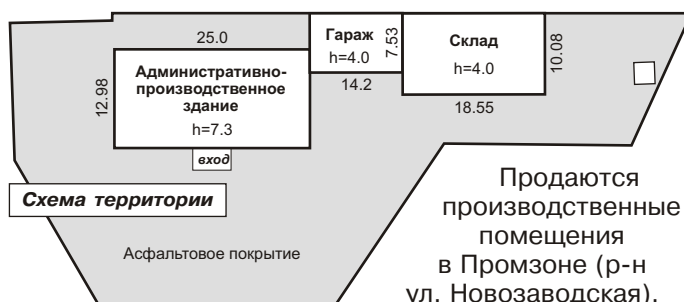 25.0
Гараж
h=4.0
7.53
Склад
h=4.0
10.08
Административно-
производственное
здание
h=7.3
12.98
14.2
18.55
вход
Схема территории
Асфальтовое покрытие
Продаются
производственные
помещения
в Промзоне (р-н
ул. Новозаводская).